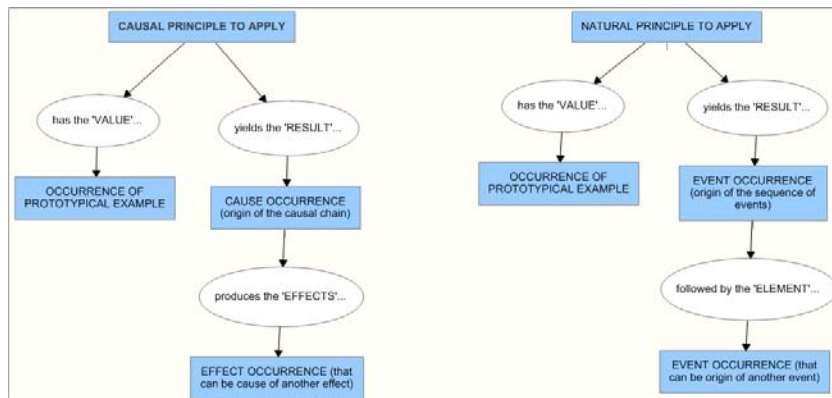 CAUSAL PRINCIPLE TO APPLY
has the 'VALUE'...
yields the 'RESULT'...
OCCURRENCE OF
PROTOTYPICAL EXAMPLE
CAUSE OCCURRENCE
(origin of the causal chain)
produces the 'EFFECTS'...
EFFECT OCCURRENCE (that
can be cause of another effect)
NATURAL PRINCIPLE TO APPLY
has the 'VALUE'...
yields the 'RESULT'...
OCCURRENCE OF
PROTOTYPICAL EXAMPLE
EVENT OCCURRENCE
(origin of the sequence of
events)
followed by the 'ELEMENT'...
EVENT OCCURRENCE (that
can be origin of another event)